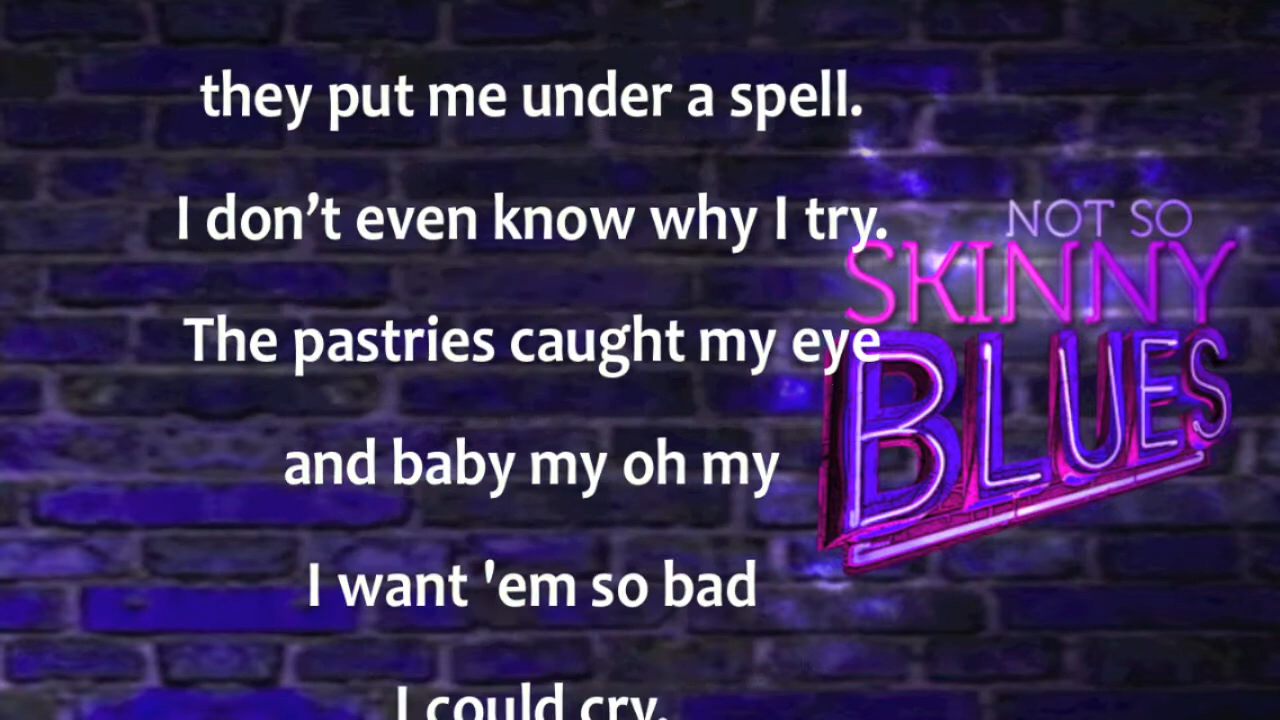 they put me under a spell.
I don’t even know why I try.
The pastries caught my eye
and baby my oh my
I want 'em so bad
I could cry.
NOT SO
SKINNY
BLUES